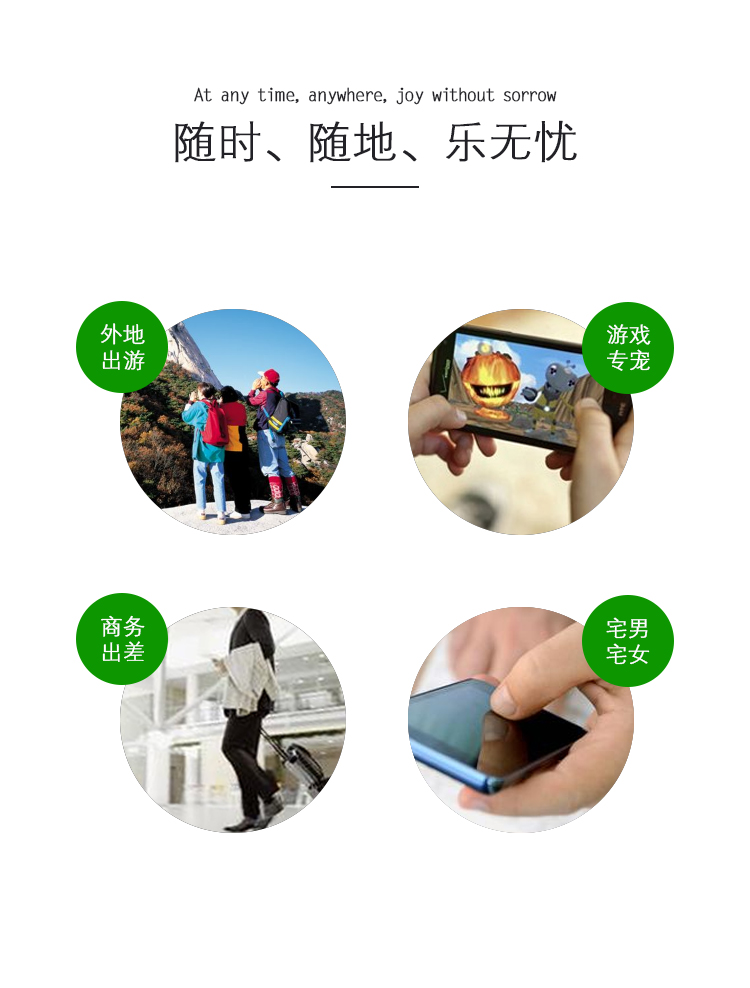 At any time, anywhere, joy without sorrow
随时、随地、乐无忧
外地
出游
游戏
专宠
商务
出差
宅男
宅女